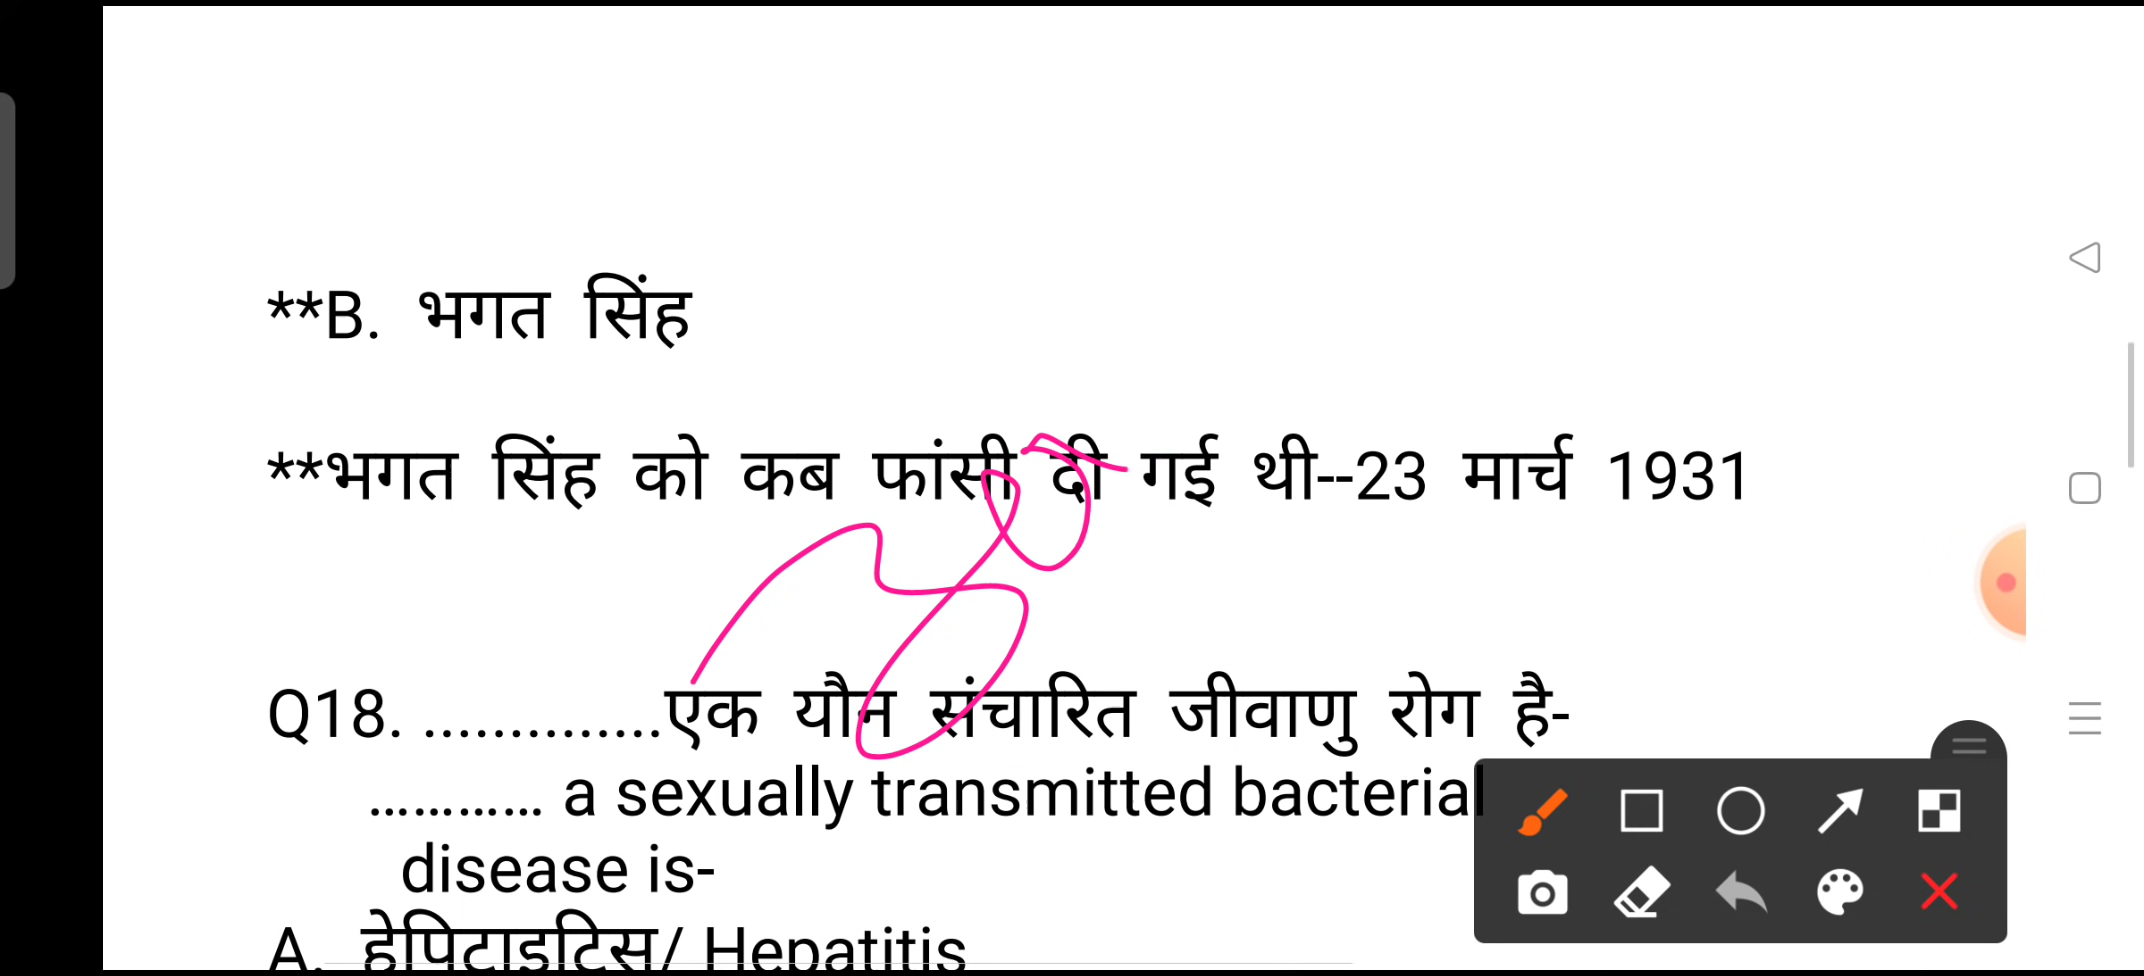 **B. भगत सिंह
**भगत सिंह को कब फांसी दी गई थी--23 मार्च 1931
Q18. ..............एक यौन संचारित जीवाणु रोग है-
............ a sexually transmitted bacterial
disease is-
A. हेपिटाइटिस/ Hepatitis